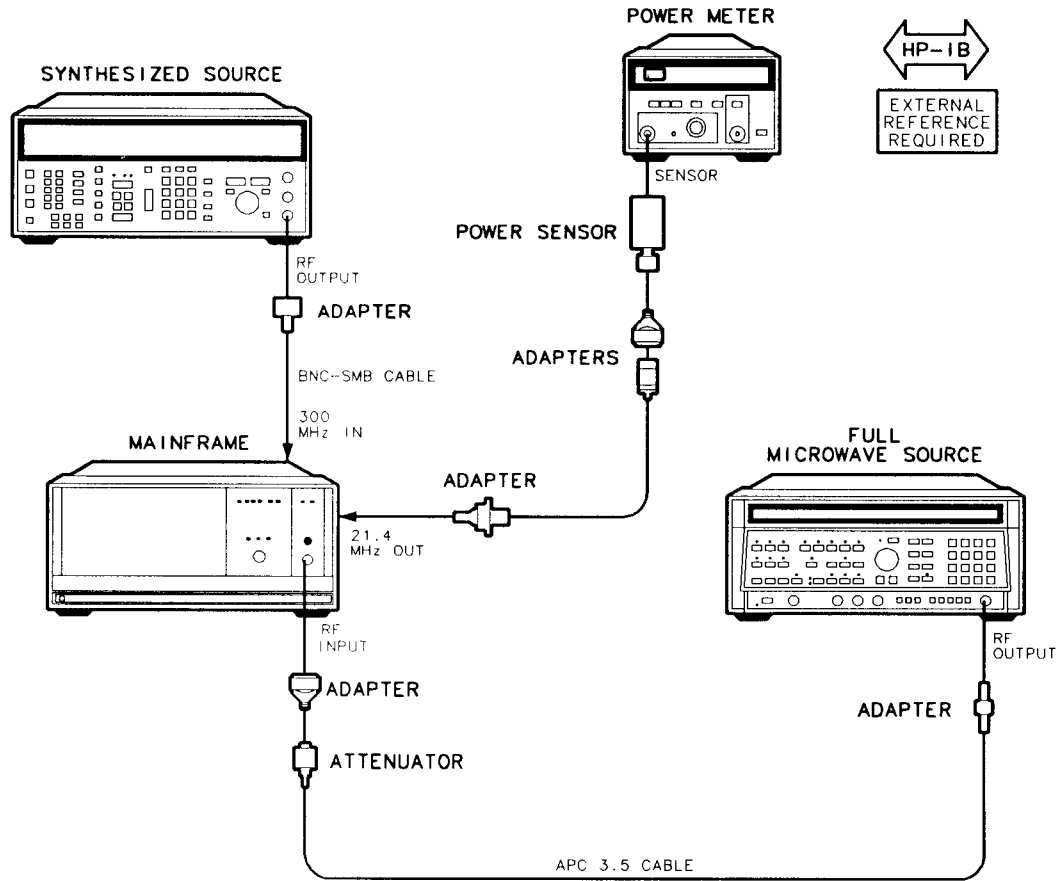 POWER METER
HP-IB
SYNTHESIZED SOURCE
EXTERNAL
REFERENCE
REQUIRED
SENSOR
POWER SENSOR
RF
OUTPUT
ADAPTER
ADAPTERS
BNC-SMB CABLE
300
MHz IN
MAINFRAME
FULL
MICROWAVE SOURCE
ADAPTER
21.4
MHz OUT
RF
INPUT
RF
OUTPUT
ADAPTER
ADAPTER
ATTENUATOR
APC 3.5 CABLE